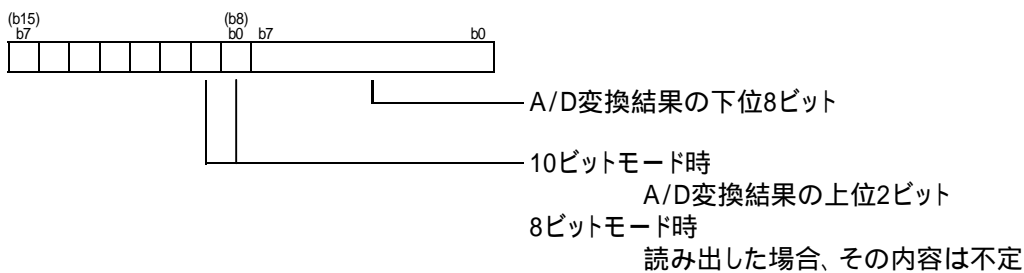 (b15) (b8)
b7 b0 b7 b0
A/D変換結果の下位8ビット
10ビットモード時
A/D変換結果の上位2ビット
8ビットモード時
読み出した場合、その内容は不定